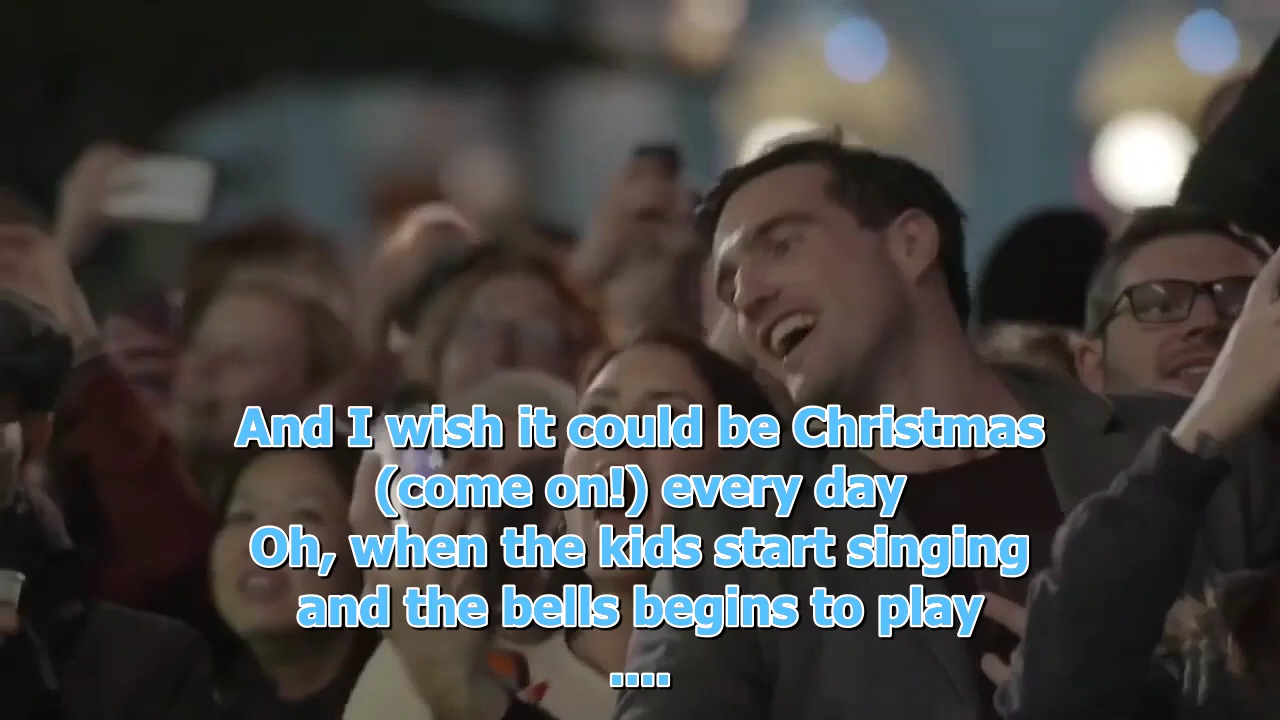 And I wish it could be Christmas
(come on!) every day
Oh, when the kids start singing
and the bells begins to play
....